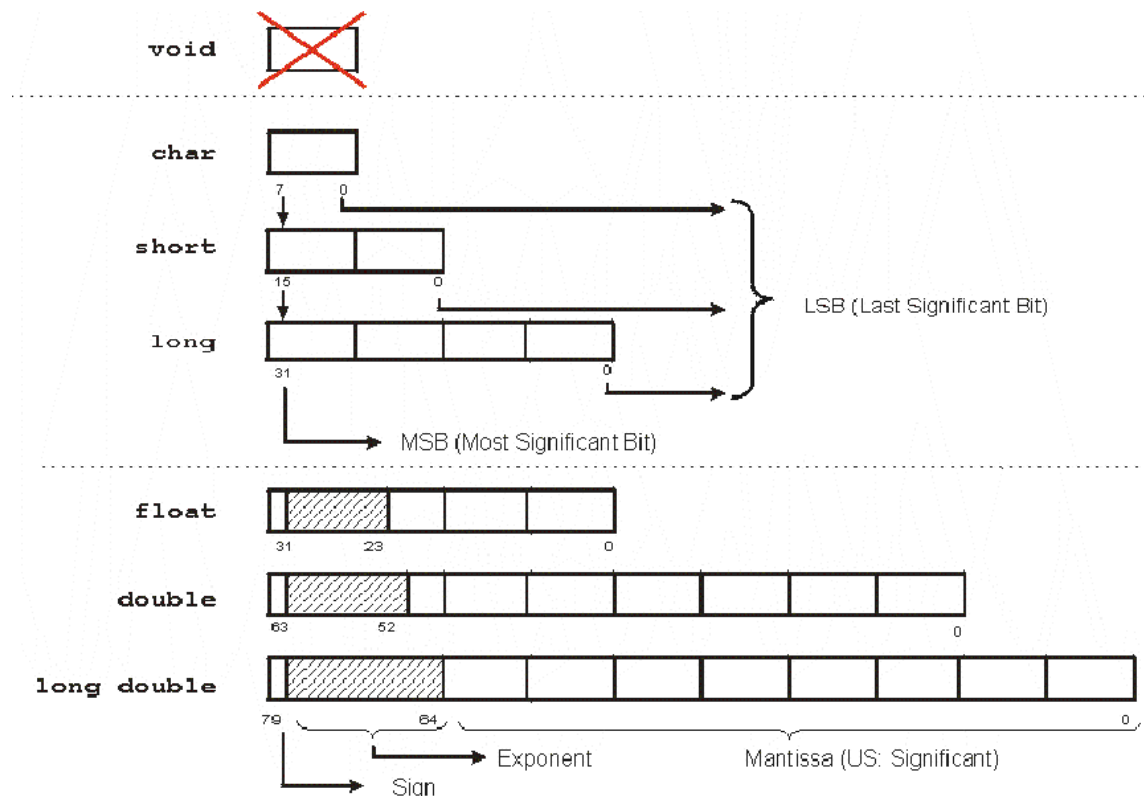 void
char
7 0
short
15 0
LSB (Last Significant Bit)
long
31 0
MSB (Most Significant Bit)
float
31 23 0
double
63 52 0
long double
79 64 0
Exponent Mantissa (US: Significant)
Sign